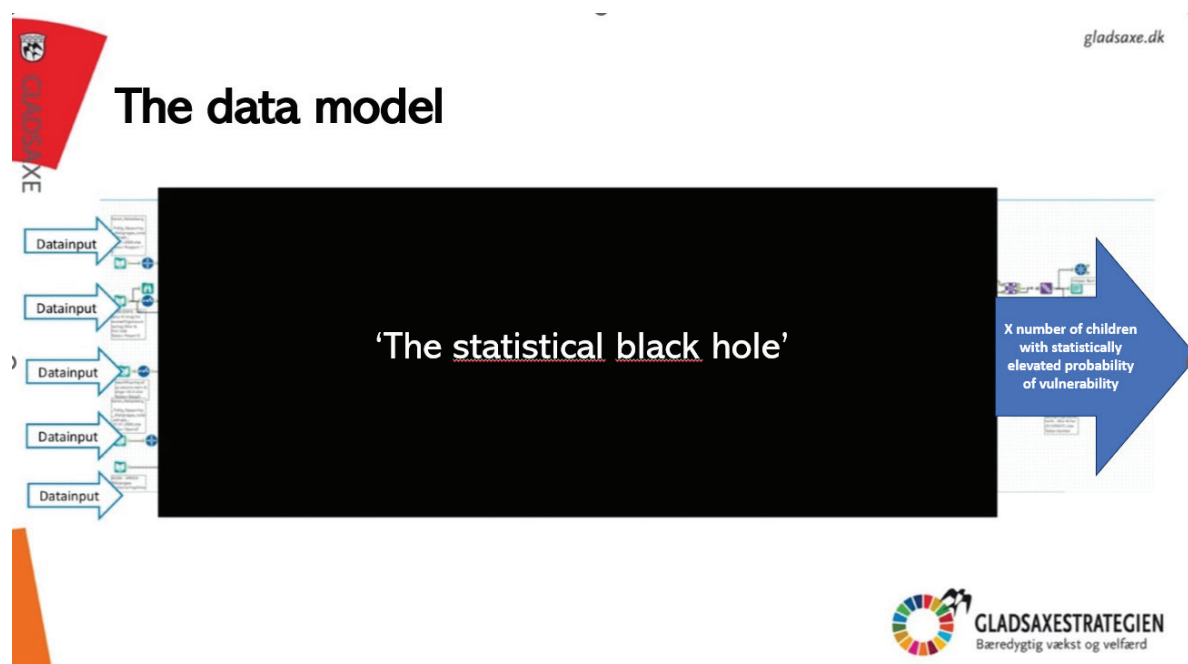 gladsaxe.dk
GLADSAXE
The data model
Datainput
Datainput
Datainput
Datainput
Datainput
‘The statistical black hole’
X number of children
with statistically
elevated probability
of vulnerability
GLADSAXESTRATEGIEN
Bæredygtig vækst og velfærd